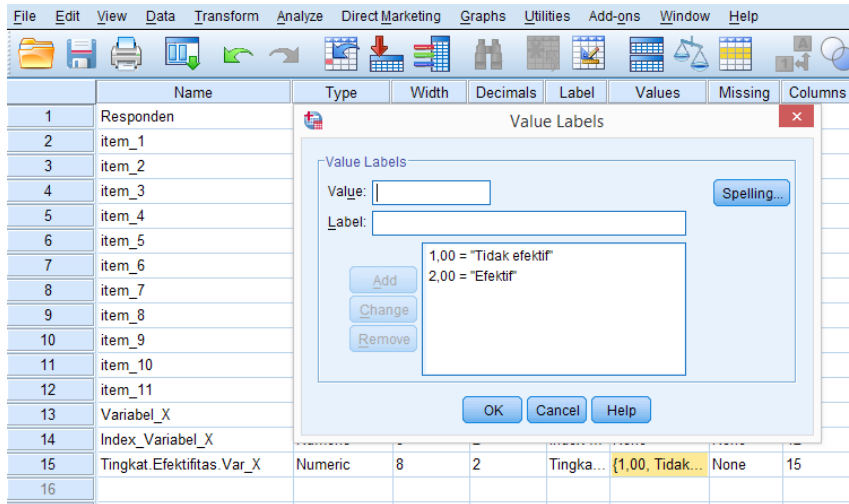 File Edit View Data Transform Analyze Direct Marketing Graphs Utilities Add-ons Window Help
Name Type Width Decimals Label Values Missing Columns
1 Responden
2 item_1
3 item_2
4 item_3
5 item_4
6 item_5
7 item_6
8 item_7
9 item_8
10 item_9
11 item_10
12 item_11
13 Variabel_X
14 Index_Variabel_X
15 Tingkat.Efektifitas.Var_X Numeric 8 2 Tingka... {1,00, Tidak... None 15
16
Value Labels
Value Labels
Value:
Spelling...
Label:
1,00 = "Tidak efektif"
2,00 = "Efektif"
Add
Change
Remove
OK Cancel Help